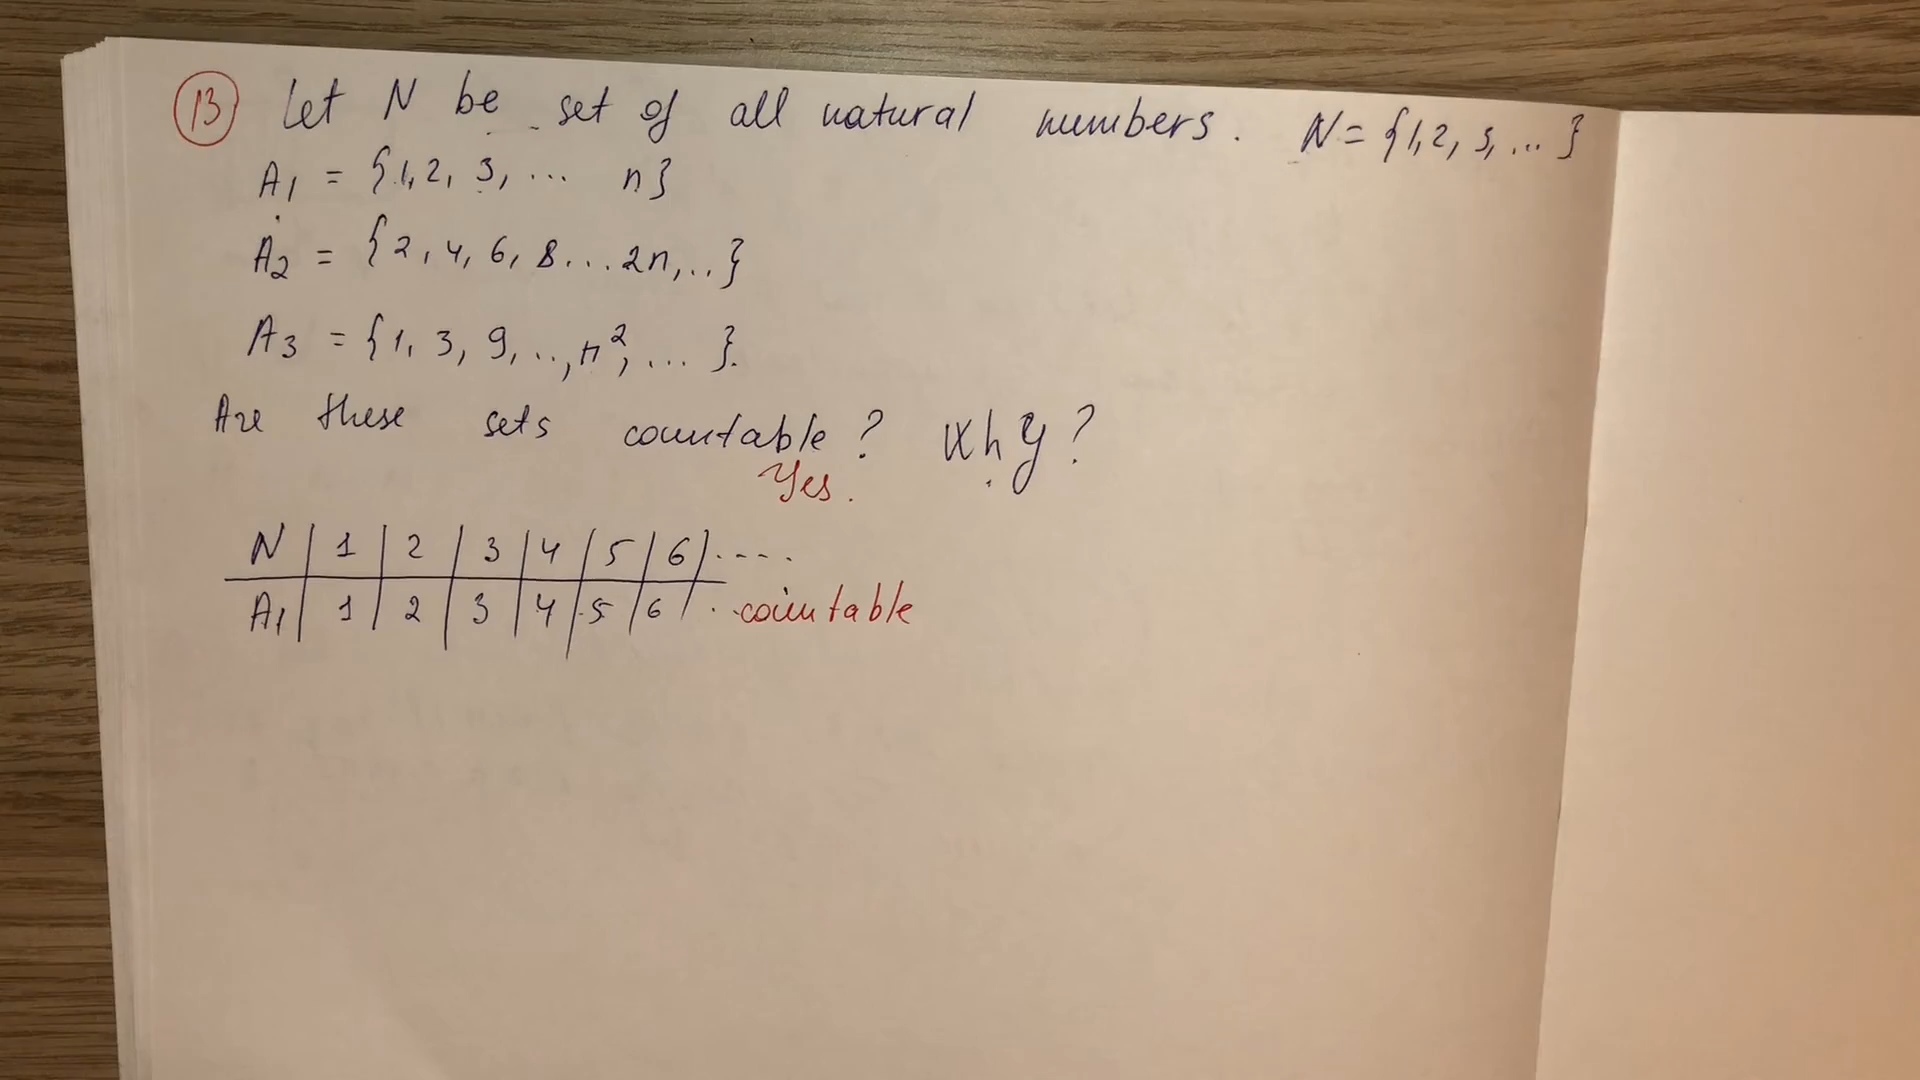 13 Let N be set of all natural numbers. N = {1, 2, 3, ... }
A1 = {1, 2, 3, ... n}
A2 = {2, 4, 6, 8 ... 2n, .. }
A3 = {1, 3, 9, .., n², ... }.
Are these sets countable? Why?
Yes.
N | 1 | 2 | 3 | 4 | 5 | 6 | ....
A1 | 1 | 2 | 3 | 4 | 5 | 6 | .. countable